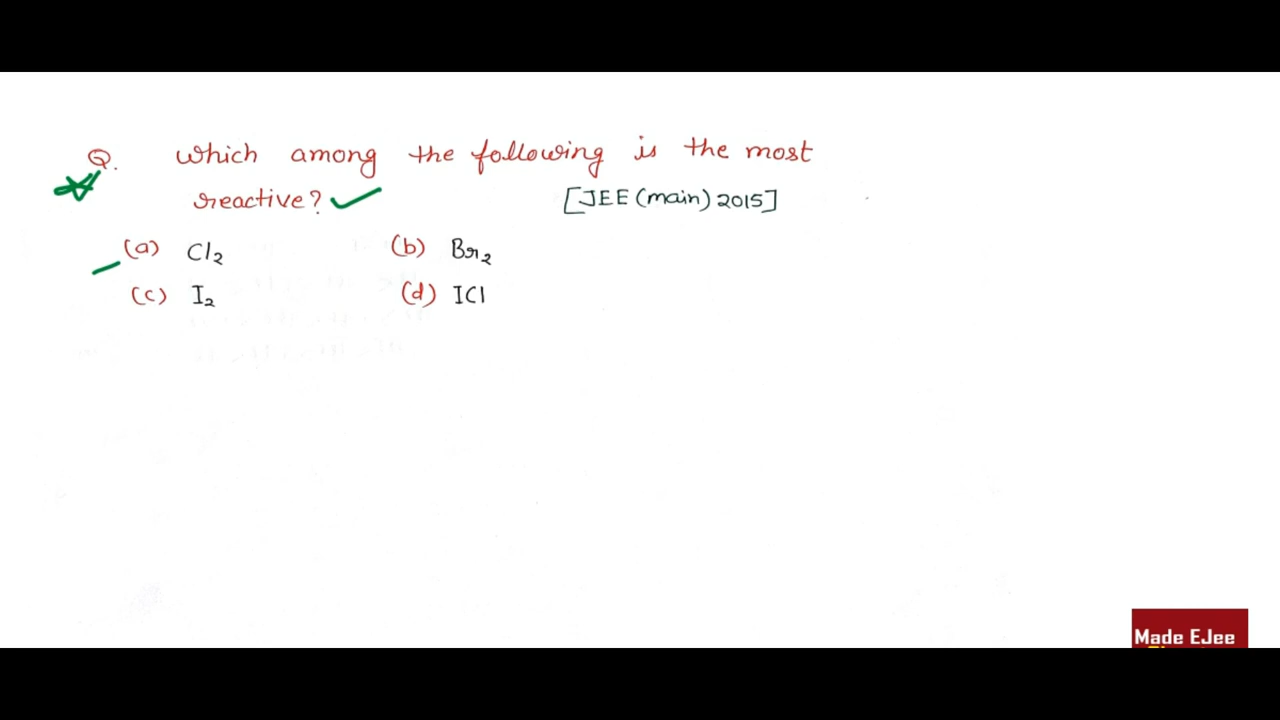 Q. Which among the following is the most
reactive? [JEE (main) 2015]
(a) Cl2 (b) Br2
(c) I2 (d) ICl
Made EJee